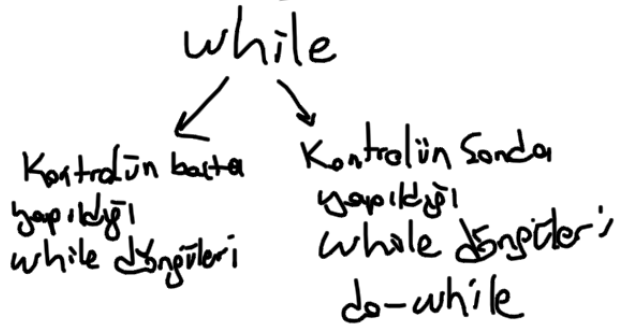 while
Kontrolün başta
yapıldığı
while döngüleri
Kontrolün sonda
yapıldığı
while döngüleri
do-while